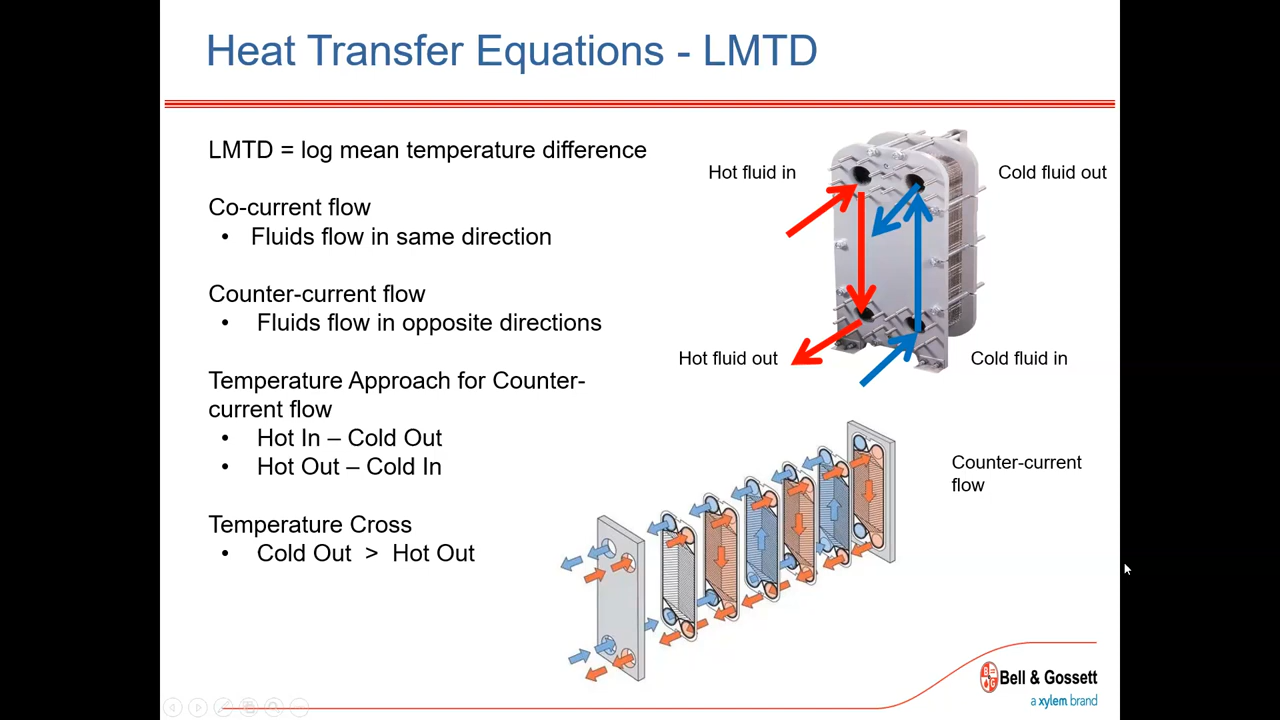 Heat Transfer Equations - LMTD
LMTD = log mean temperature difference
Co-current flow
• Fluids flow in same direction
Counter-current flow
• Fluids flow in opposite directions
Temperature Approach for Counter-
current flow
• Hot In – Cold Out
• Hot Out – Cold In
Temperature Cross
• Cold Out > Hot Out
Hot fluid in
Cold fluid out
Hot fluid out
Cold fluid in
Counter-current
flow
Bell & Gossett
a xylem brand